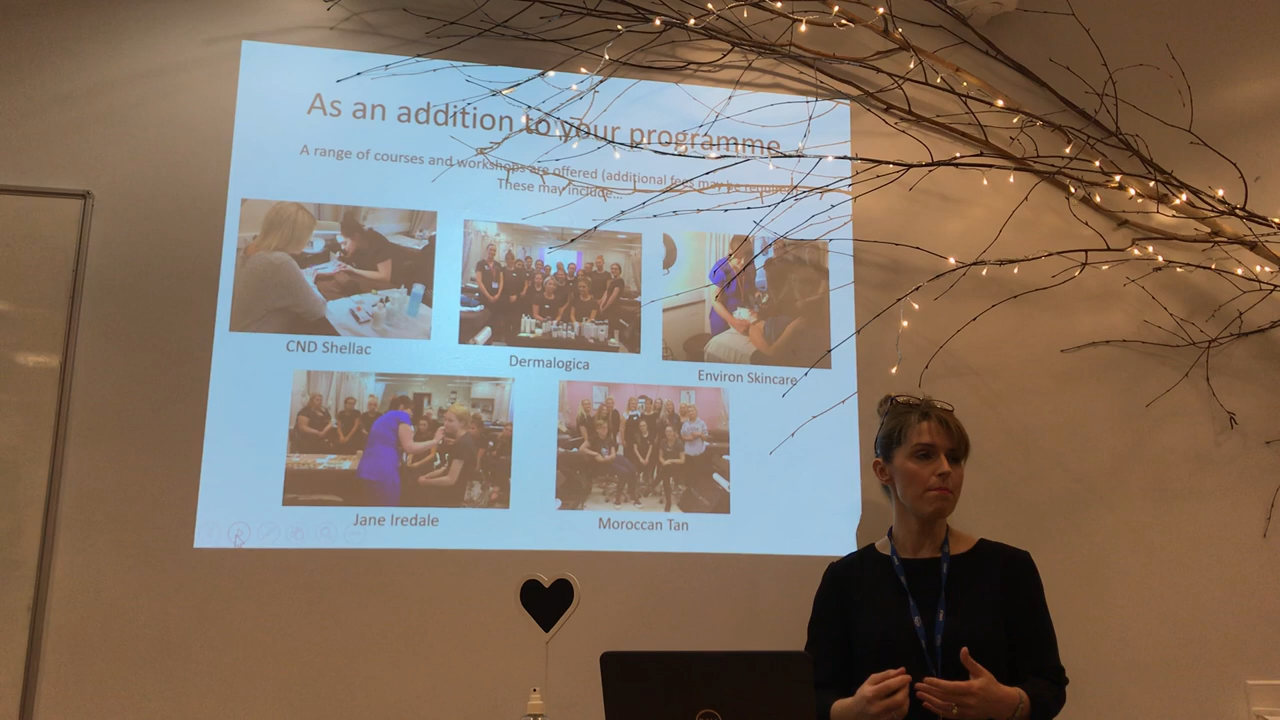 As an addition to your programme
A range of courses and workshops are offered (additional fees may be required)
These may include...
CND Shellac
Dermalogica
Environ Skincare
Jane Iredale
Moroccan Tan